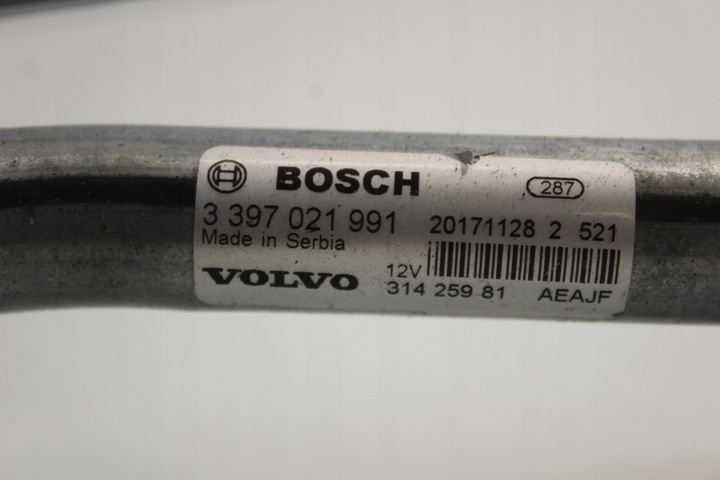 BOSCH 287
3 397 021 991 20171128 2 521
Made in Serbia
VOLVO 12V
314 259 81 AEAJF